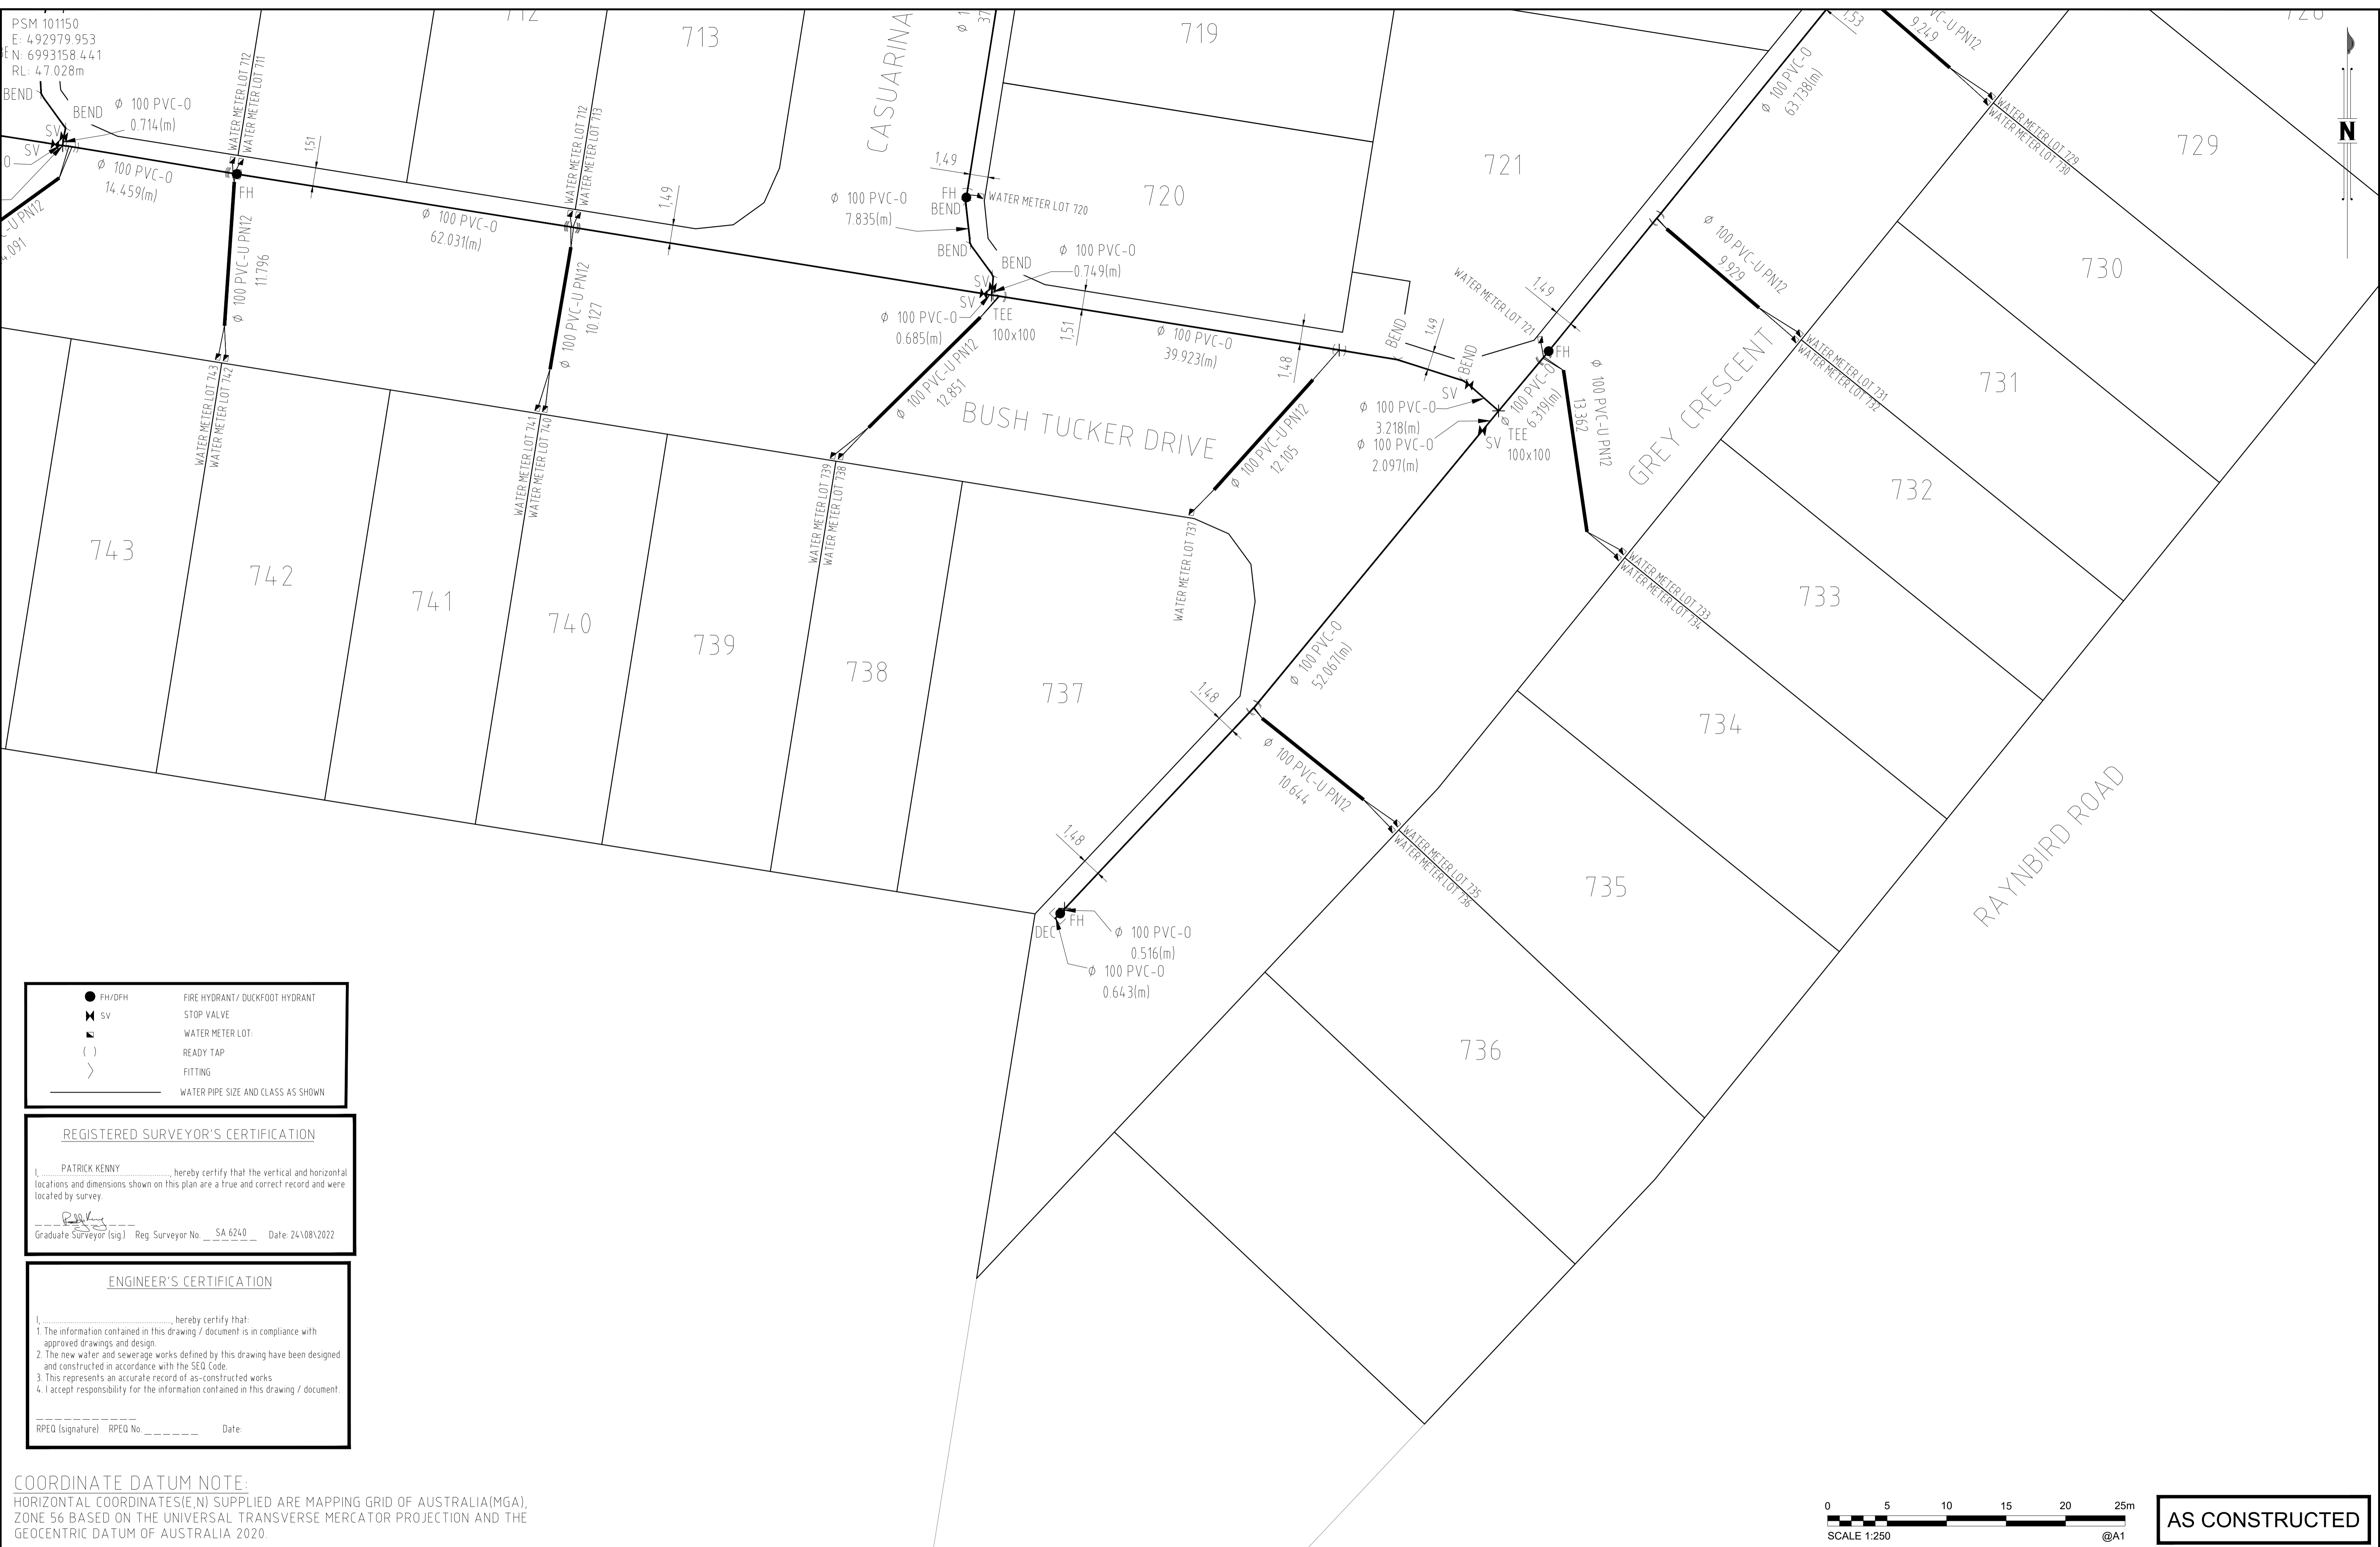 PSM 101150
E: 492979.953
N: 6993158.441
RL: 47.028m
BEND
BEND
Ø 100 PVC-O
0.714(m)
SV
SV
Ø 100 PVC-O
14.459(m)
FH
WATER METER LOT 712
WATER METER LOT 711
1,51
Ø 100 PVC-U PN12
11.796
Ø 100 PVC-O
62.031(m)
WATER METER LOT 712
WATER METER LOT 713
713
1,49
Ø 100 PVC-U PN12
10.127
CASUARINA
719
720
721
1,49
FH
BEND
WATER METER LOT 720
Ø 100 PVC-O
7.835(m)
BEND
BEND
Ø 100 PVC-O
0.749(m)
SV
SV
TEE
100x100
Ø 100 PVC-O
0.685(m)
1,51
Ø 100 PVC-U PN12
12.851
Ø 100 PVC-O
39.923(m)
1,48
BUSH TUCKER DRIVE
Ø 100 PVC-U PN12
12.105
BEND
1,49
BEND
SV
WATER METER LOT 721
1,49
FH
Ø 100 PVC-O
3.218(m)
Ø 100 PVC-O
2.097(m)
Ø 100 PVC-O
6.319(m)
SV
TEE
100x100
Ø 100 PVC-U PN12
13.362
GREY CRESCENT
1,53
Ø 100 PVC-O
63.738(m)
VC-U PN12
9.249
WATER METER LOT 729
WATER METER LOT 730
Ø 100 PVC-U PN12
9.929
WATER METER LOT 731
WATER METER LOT 732
WATER METER LOT 733
WATER METER LOT 734
729
730
731
732
733
734
735
736
N
WATER METER LOT 743
WATER METER LOT 742
WATER METER LOT 741
WATER METER LOT 740
WATER METER LOT 739
WATER METER LOT 738
WATER METER LOT 737
743
742
741
740
739
738
737
Ø 100 PVC-O
52.067(m)
1,48
Ø 100 PVC-U PN12
10.644
WATER METER LOT 735
WATER METER LOT 736
1,48
DEC
FH
Ø 100 PVC-O
0.516(m)
Ø 100 PVC-O
0.643(m)
RAYNBIRD ROAD
FH/DFH FIRE HYDRANT/ DUCKFOOT HYDRANT
SV STOP VALVE
WATER METER LOT:
( ) READY TAP
FITTING
WATER PIPE SIZE AND CLASS AS SHOWN
REGISTERED SURVEYOR'S CERTIFICATION
I, PATRICK KENNY, hereby certify that the vertical and horizontal
locations and dimensions shown on this plan are a true and correct record and were
located by survey.
Graduate Surveyor (sig.) Reg. Surveyor No. SA 6240 Date: 24\08\2022
ENGINEER'S CERTIFICATION
I, ............................................., hereby certify that:
1. The information contained in this drawing / document is in compliance with
approved drawings and design.
2. The new water and sewerage works defined by this drawing have been designed
and constructed in accordance with the SEQ Code.
3. This represents an accurate record of as-constructed works
4. I accept responsibility for the information contained in this drawing / document.
RPEQ (signature) RPEQ No. ______ Date:
COORDINATE DATUM NOTE:
HORIZONTAL COORDINATES(E,N) SUPPLIED ARE MAPPING GRID OF AUSTRALIA(MGA),
ZONE 56 BASED ON THE UNIVERSAL TRANSVERSE MERCATOR PROJECTION AND THE
GEOCENTRIC DATUM OF AUSTRALIA 2020.
0 5 10 15 20 25m
SCALE 1:250 @A1
AS CONSTRUCTED